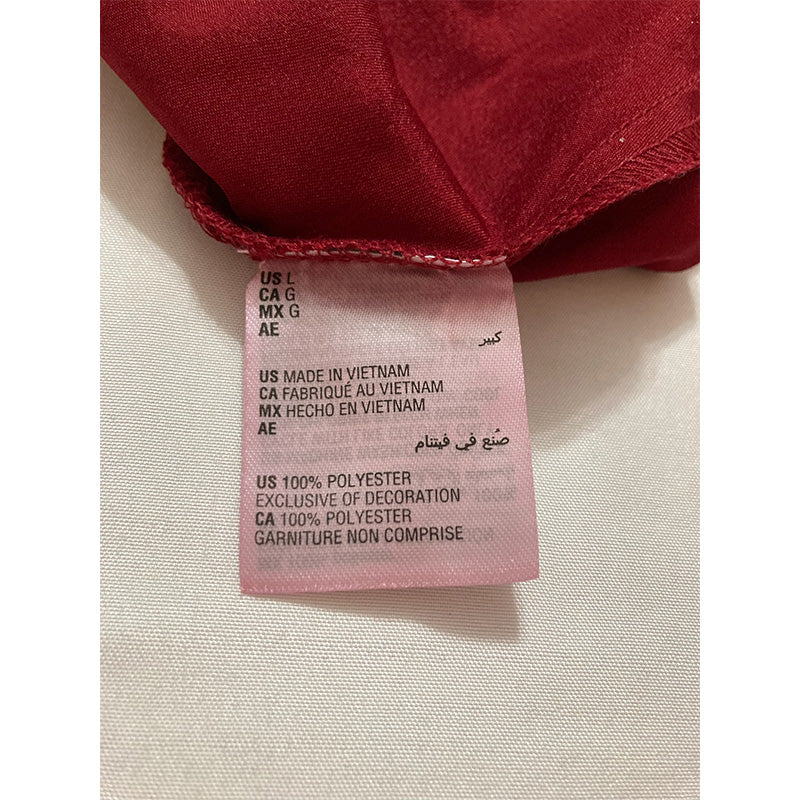 US L
CA G
MX G
AE
كبير
US MADE IN VIETNAM
CA FABRIQUÉ AU VIETNAM
MX HECHO EN VIETNAM
AE
صُنع في فيتنام
US 100% POLYESTER
EXCLUSIVE OF DECORATION
CA 100% POLYESTER
GARNITURE NON COMPRISE